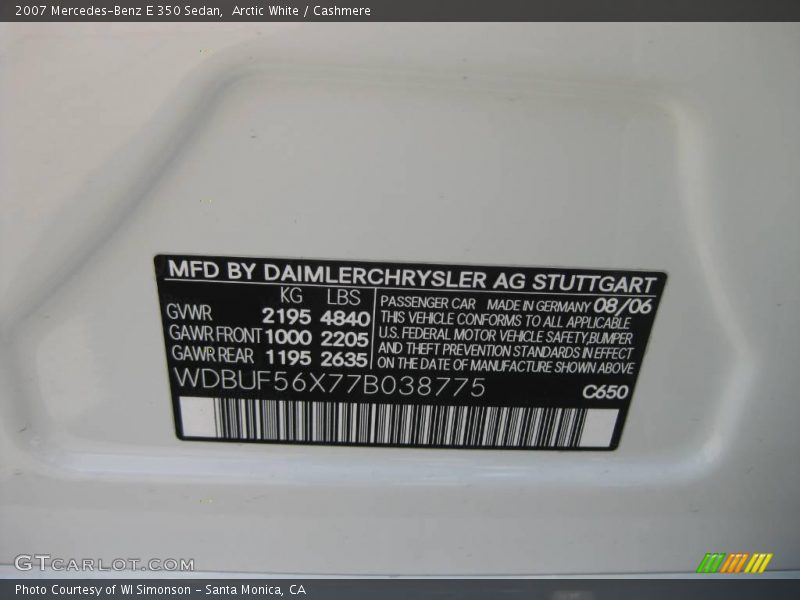 2007 Mercedes-Benz E 350 Sedan, Arctic White / Cashmere
MFD BY DAIMLERCHRYSLER AG STUTTGART
KG LBS
GVWR 2195 4840
GAWR FRONT 1000 2205
GAWR REAR 1195 2635
PASSENGER CAR MADE IN GERMANY 08/06
THIS VEHICLE CONFORMS TO ALL APPLICABLE
U.S. FEDERAL MOTOR VEHICLE SAFETY,BUMPER
AND THEFT PREVENTION STANDARDS IN EFFECT
ON THE DATE OF MANUFACTURE SHOWN ABOVE
WDBUF56X77B038775
C650
GTCARLOT.COM
Photo Courtesy of WI Simonson - Santa Monica, CA